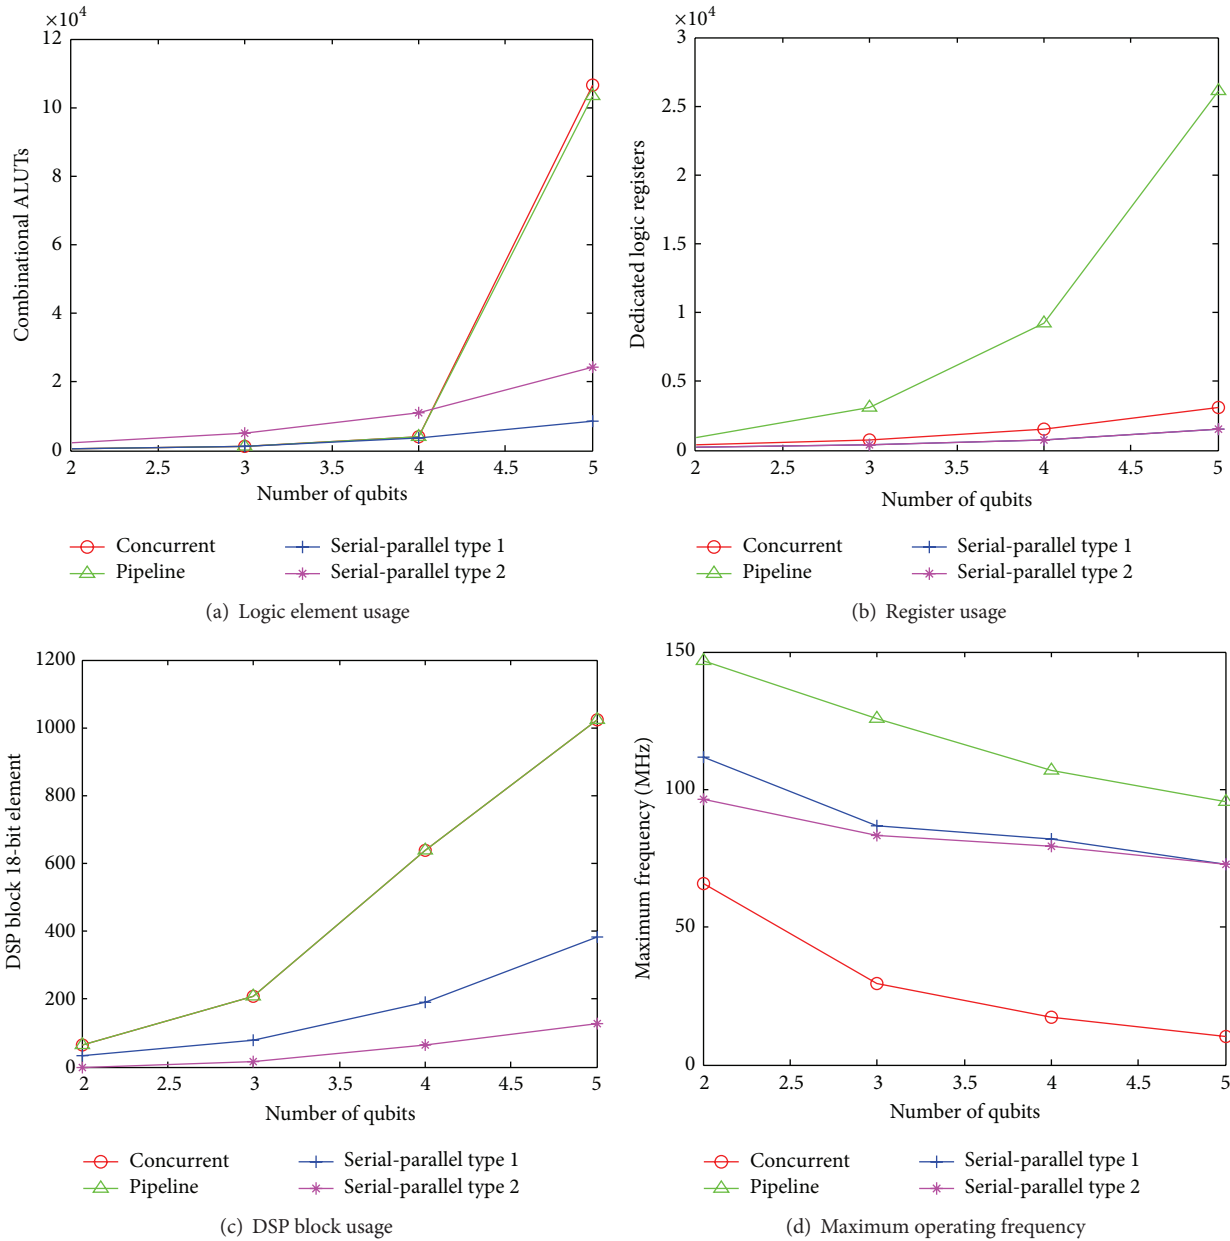 ×10⁴
12
10
8
6
4
2
0
Combinational ALUTs
2
2.5
3
3.5
4
4.5
5
Number of qubits
Concurrent
Pipeline
Serial-parallel type 1
Serial-parallel type 2
(a) Logic element usage
×10⁴
3
2.5
2
1.5
1
0.5
0
Dedicated logic registers
2
2.5
3
3.5
4
4.5
5
Number of qubits
Concurrent
Pipeline
Serial-parallel type 1
Serial-parallel type 2
(b) Register usage
1200
1000
800
600
400
200
0
DSP block 18-bit element
2
2.5
3
3.5
4
4.5
5
Number of qubits
Concurrent
Pipeline
Serial-parallel type 1
Serial-parallel type 2
(c) DSP block usage
150
100
50
0
Maximum frequency (MHz)
2
2.5
3
3.5
4
4.5
5
Number of qubits
Concurrent
Pipeline
Serial-parallel type 1
Serial-parallel type 2
(d) Maximum operating frequency